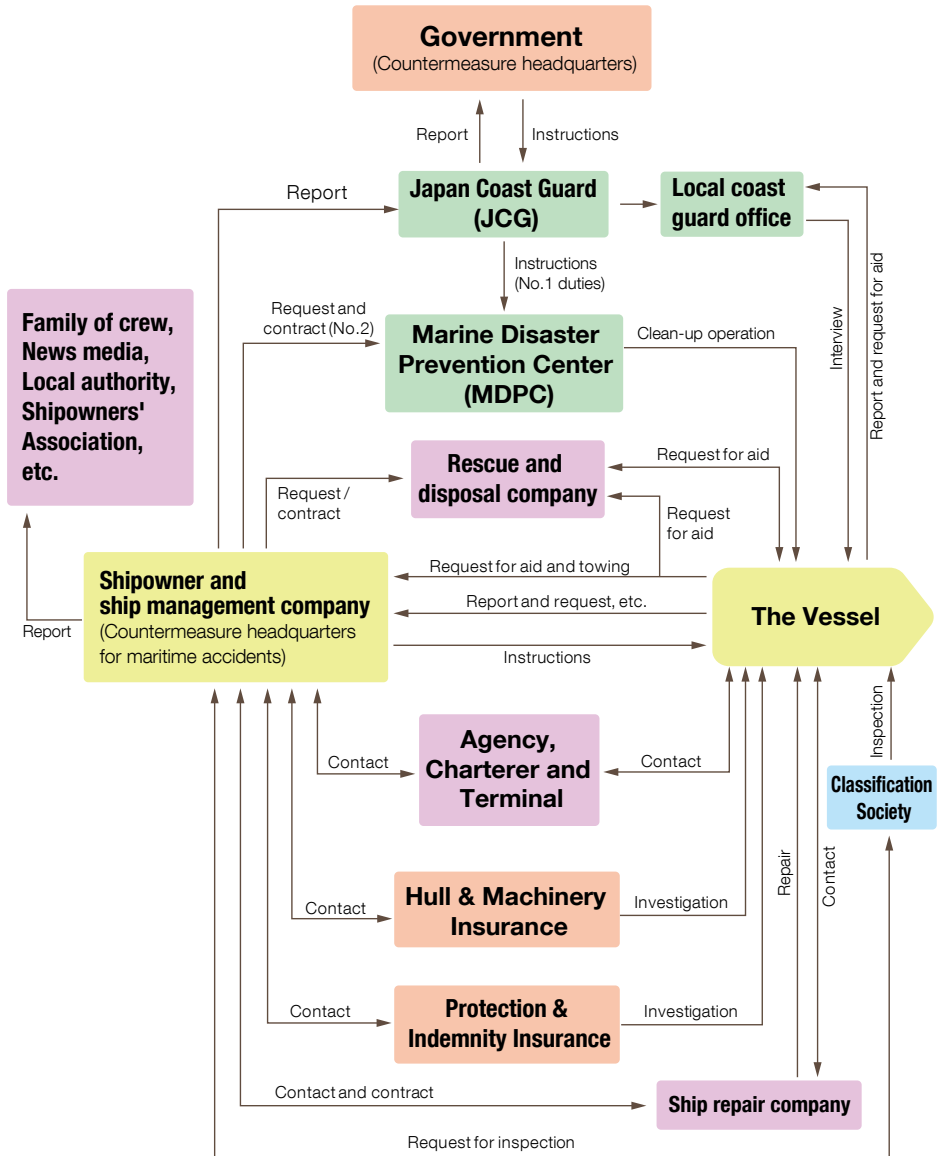 Government
(Countermeasure headquarters)
Report
Instructions
Report
Japan Coast Guard
(JCG)
Local coast
guard office
Instructions
(No.1 duties)
Request and
contract (No.2)
Marine Disaster
Prevention Center
(MDPC)
Clean-up operation
Interview
Report and request for aid
Family of crew,
News media,
Local authority,
Shipowners'
Association,
etc.
Rescue and
disposal company
Request for aid
Request /
contract
Request
for aid
Request for aid and towing
Shipowner and
ship management company
(Countermeasure headquarters
for maritime accidents)
Report and request, etc.
The Vessel
Report
Instructions
Contact
Agency,
Charterer and
Terminal
Contact
Inspection
Classification
Society
Repair
Contact
Contact
Hull & Machinery
Insurance
Investigation
Contact
Protection &
Indemnity Insurance
Investigation
Contact and contract
Ship repair company
Request for inspection